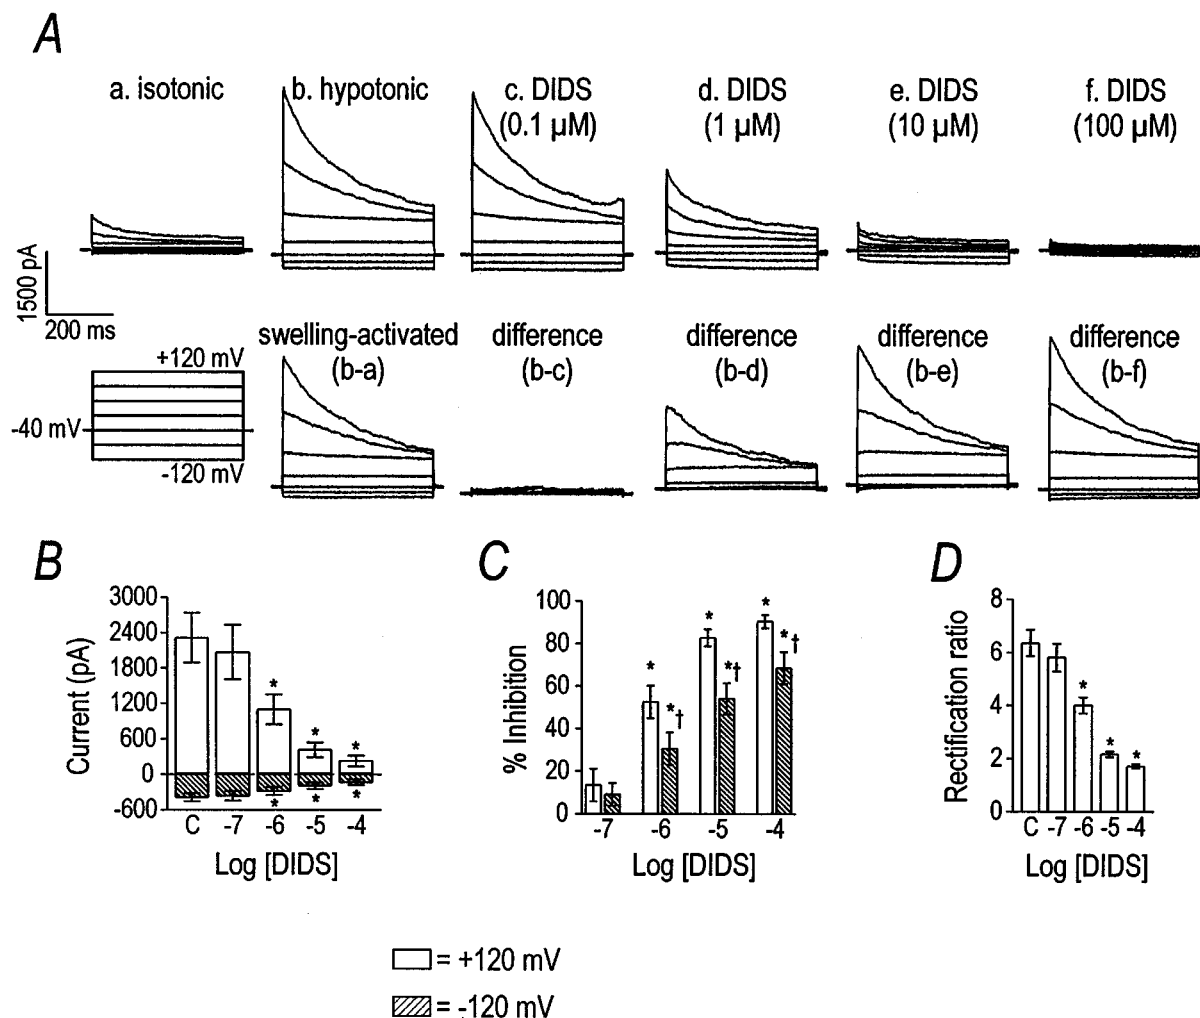 A
a. isotonic
b. hypotonic
c. DIDS
(0.1 µM)
d. DIDS
(1 µM)
e. DIDS
(10 µM)
f. DIDS
(100 µM)
1500 pA
200 ms
+120 mV
-40 mV
-120 mV
swelling-activated
(b-a)
difference
(b-c)
difference
(b-d)
difference
(b-e)
difference
(b-f)
B
Current (pA)
3000
2400
1800
1200
600
0
-600
* * *
* * *
C -7 -6 -5 -4
Log [DIDS]
C
% Inhibition
100
80
60
40
20
0
* *† * *† * *†
-7 -6 -5 -4
Log [DIDS]
D
Rectification ratio
8
6
4
2
0
* * *
C -7 -6 -5 -4
Log [DIDS]
= +120 mV
= -120 mV